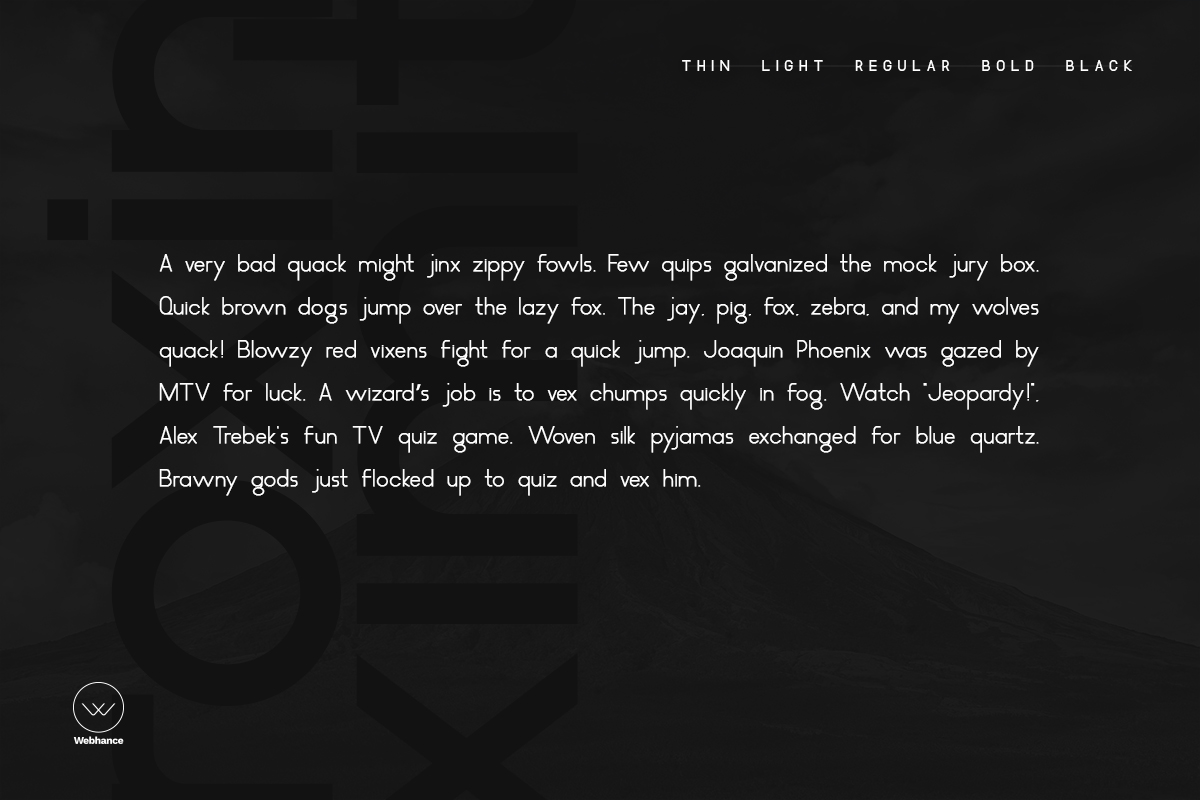 THIN LIGHT REGULAR BOLD BLACK
A very bad quack might jinx zippy fowls. Few quips galvanized the mock jury box.
Quick brown dogs jump over the lazy fox. The jay, pig, fox, zebra, and my wolves
quack! Blowzy red vixens fight for a quick jump. Joaquin Phoenix was gazed by
MTV for luck. A wizard's job is to vex chumps quickly in fog. Watch "Jeopardy!",
Alex Trebek's fun TV quiz game. Woven silk pyjamas exchanged for blue quartz.
Brawny gods just flocked up to quiz and vex him.
Webhance